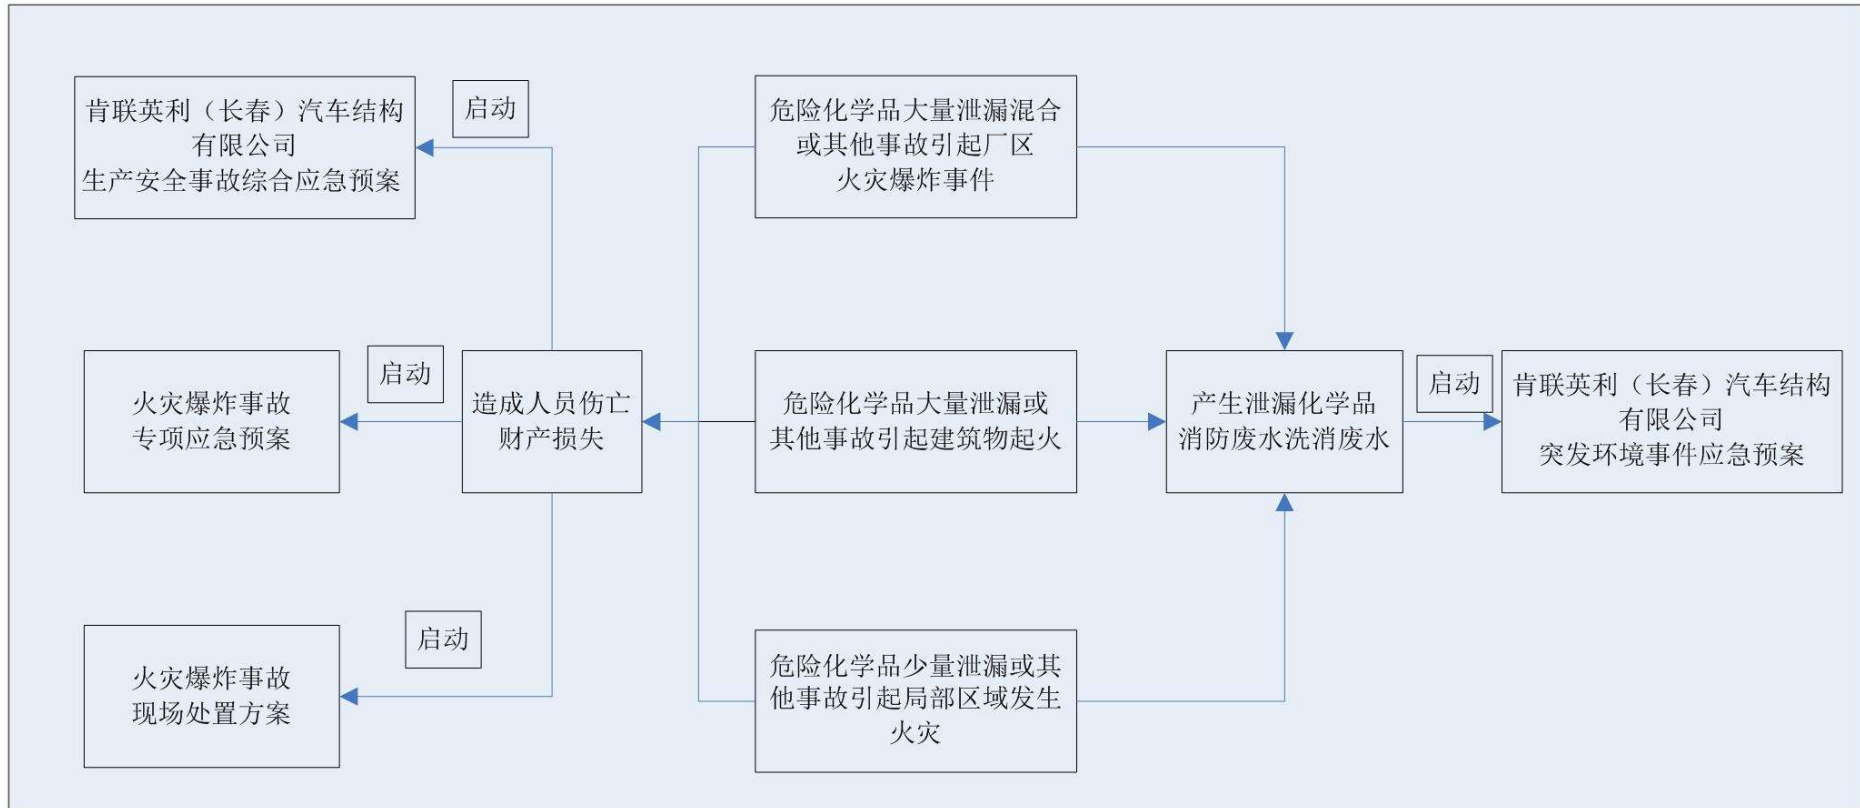 肯联英利（长春）汽车结构
有限公司
生产安全事故综合应急预案
启动
危险化学品大量泄漏混合
或其他事故引起厂区
火灾爆炸事件
火灾爆炸事故
专项应急预案
启动
造成人员伤亡
财产损失
危险化学品大量泄漏或
其他事故引起建筑物起火
产生泄漏化学品
消防废水洗消废水
启动
肯联英利（长春）汽车结构
有限公司
突发环境事件应急预案
火灾爆炸事故
现场处置方案
启动
危险化学品少量泄漏或其
他事故引起局部区域发生
火灾